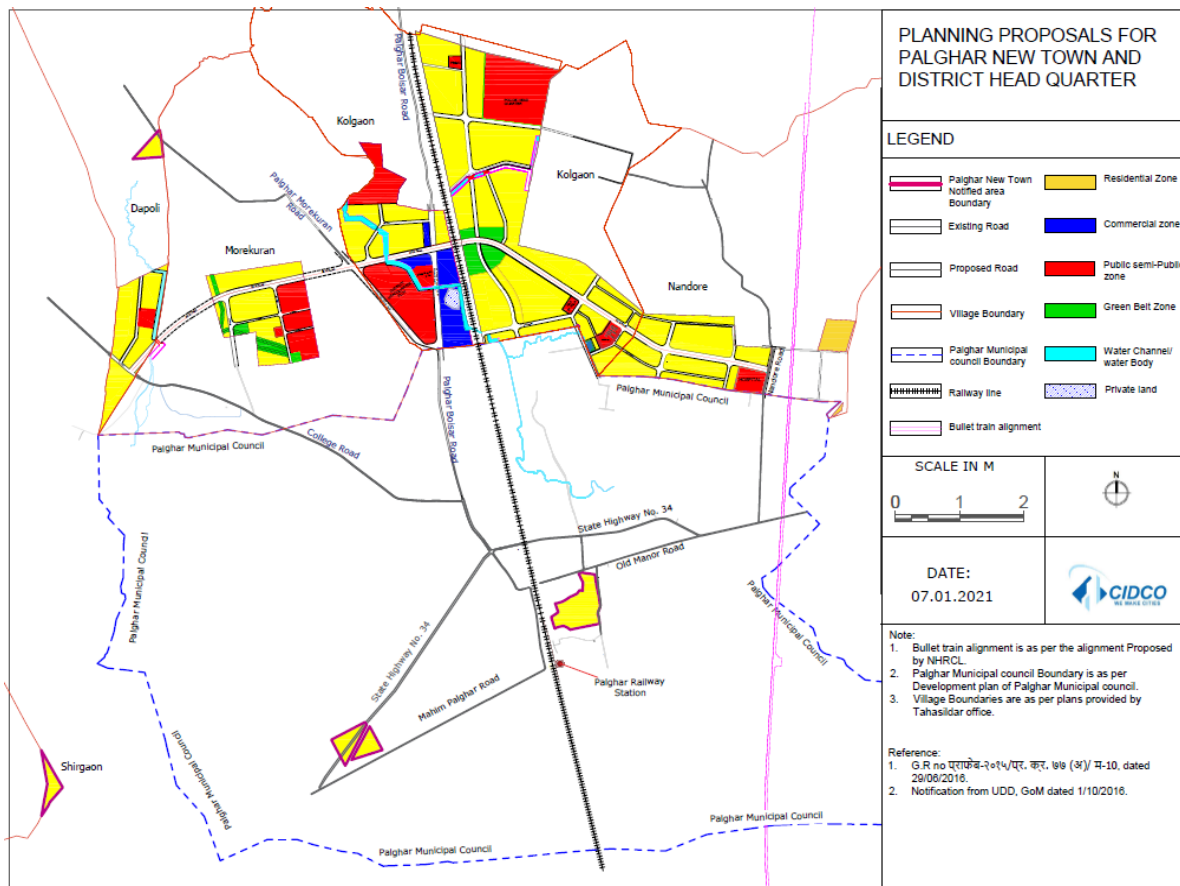 PLANNING PROPOSALS FOR
PALGHAR NEW TOWN AND
DISTRICT HEAD QUARTER
LEGEND
Palghar New Town
Notified area
Boundary
Residential Zone
Existing Road
Commercial zone
Proposed Road
Public semi-Public
zone
Village Boundary
Green Belt Zone
Palghar Municipal
council Boundary
Water Channel/
water Body
Railway line
Private land
Bullet train alignment
SCALE IN M
0 1 2
N
DATE:
07.01.2021
CIDCO
WE MAKE CITIES
Note:
1. Bullet train alignment is as per the alignment Proposed
by NHRCL.
2. Palghar Municipal council Boundary is as per
Development plan of Palghar Municipal council.
3. Village Boundaries are as per plans provided by
Tahasildar office.
Reference:
1. G.R no प्राफेब-२०१५/प्र. क्र. ७७ (अ)/ म-10, dated
29/06/2016.
2. Notification from UDD, GoM dated 1/10/2016.
Palghar Boisar Road
Kolgaon
Kolgaon
Palghar Morekuran
Road
Dapoli
Morekuran
Nandore
Nandore Road
Palghar Municipal Council
Palghar Municipal Council
College Road
Palghar Boisar Road
State Highway No. 34
Old Manor Road
Palghar Municipal Council
Palghar Municipal Council
State Highway No. 34
Mahim Palghar Road
Palghar Railway
Station
Shirgaon
Palghar Municipal Council
Palghar Municipal Council
Palghar Municipal Council